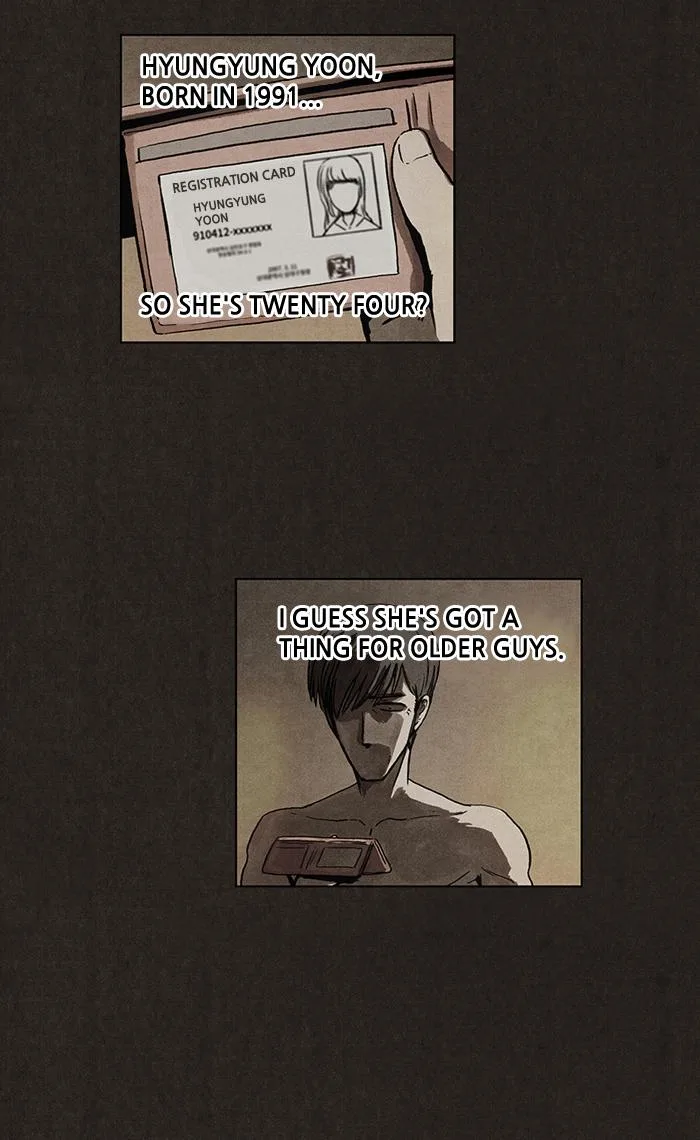 HYUNGYUNG YOON,
BORN IN 1991...
REGISTRATION CARD
HYUNGYUNG
YOON
910412-xxxxxxx
SO SHE'S TWENTY FOUR?
I GUESS SHE'S GOT A
THING FOR OLDER GUYS.